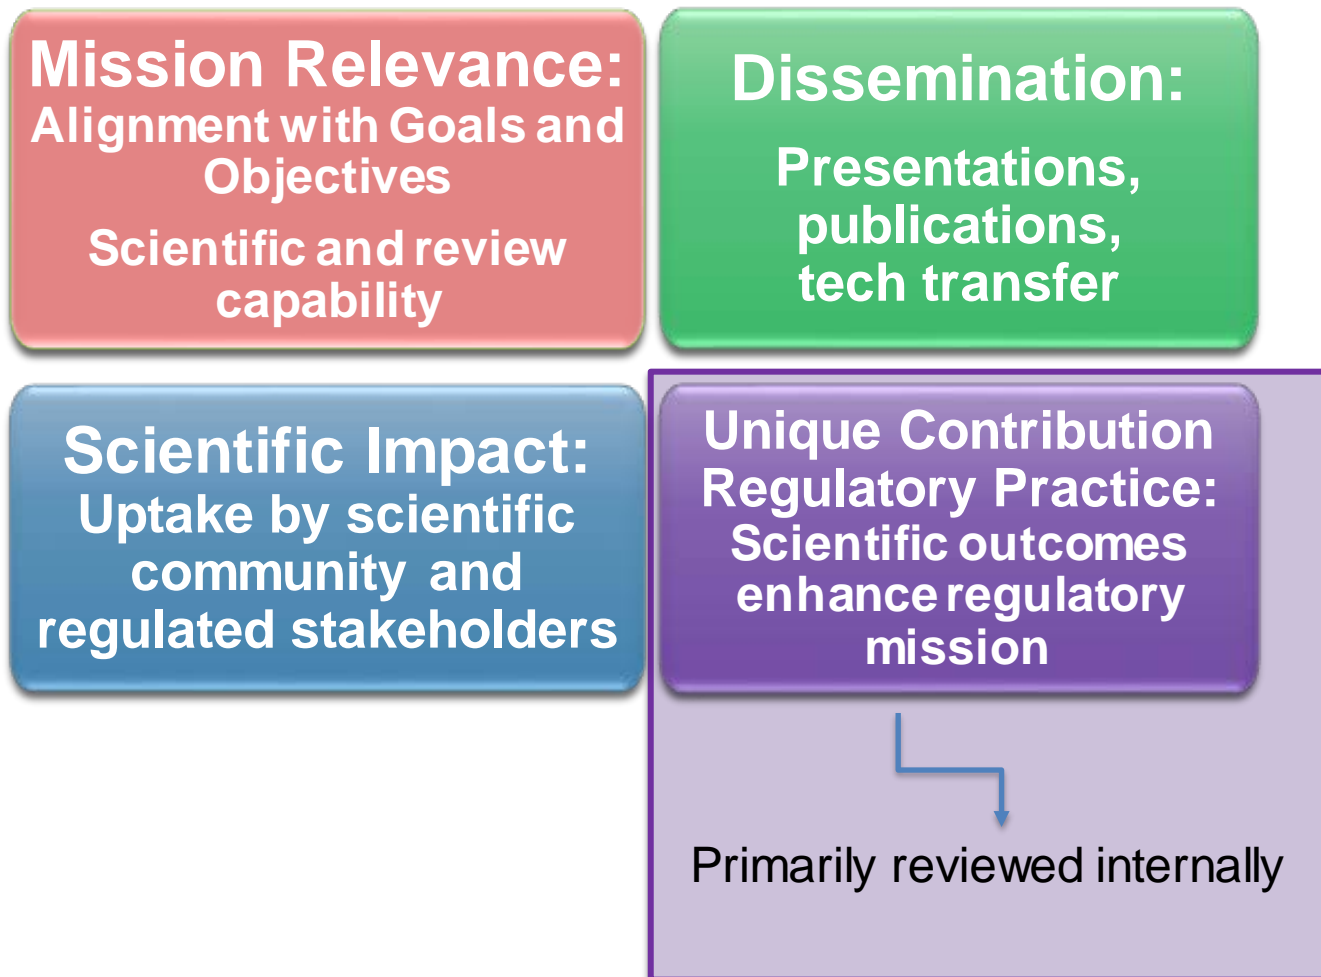 Mission Relevance:
Alignment with Goals and
Objectives
Scientific and review
capability
Dissemination:
Presentations,
publications,
tech transfer
Scientific Impact:
Uptake by scientific
community and
regulated stakeholders
Unique Contribution
Regulatory Practice:
Scientific outcomes
enhance regulatory
mission
Primarily reviewed internally